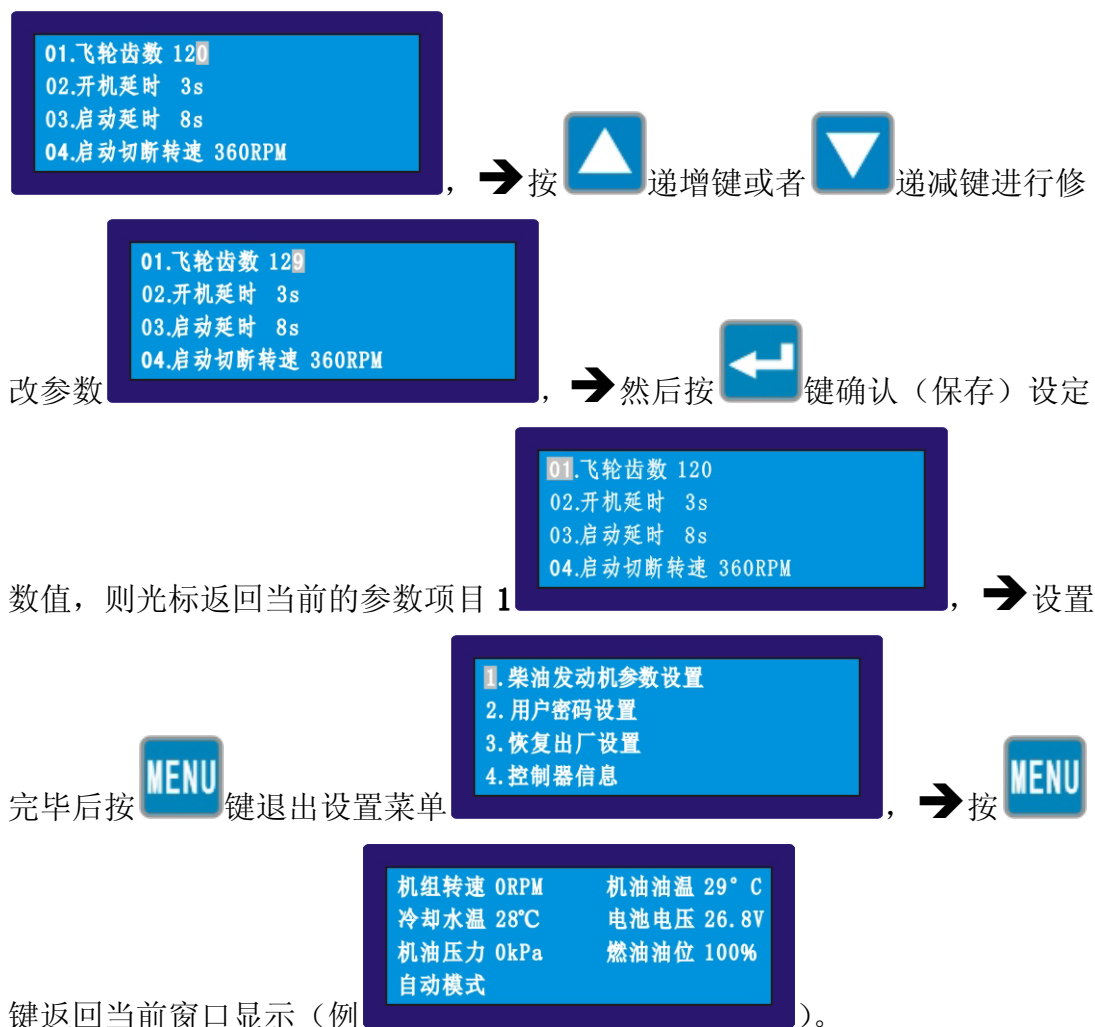 01.飞轮齿数 120
02.开机延时 3s
03.启动延时 8s
04.启动切断转速 360RPM
，➔按 递增键或者 递减键进行修
01.飞轮齿数 129
02.开机延时 3s
03.启动延时 8s
04.启动切断转速 360RPM
改参数 ，➔然后按 键确认（保存）设定
01.飞轮齿数 120
02.开机延时 3s
03.启动延时 8s
04.启动切断转速 360RPM
数值，则光标返回当前的参数项目 1 ，➔设置
1.柴油发动机参数设置
2.用户密码设置
3.恢复出厂设置
4.控制器信息
完毕后按 MENU 键退出设置菜单 ，➔按 MENU
机组转速 0RPM 机油油温 29° C
冷却水温 28℃ 电池电压 26.8V
机油压力 0kPa 燃油油位 100%
自动模式
键返回当前窗口显示（例 ）。